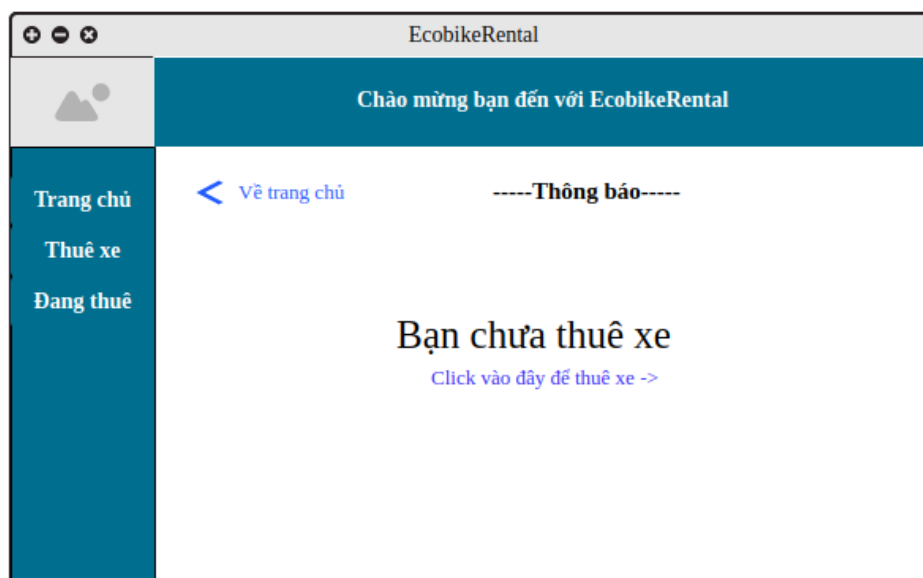 EcobikeRental
Chào mừng bạn đến với EcobikeRental
Trang chủ
Thuê xe
Đang thuê
< Về trang chủ
-----Thông báo-----
Bạn chưa thuê xe
Click vào đây để thuê xe ->